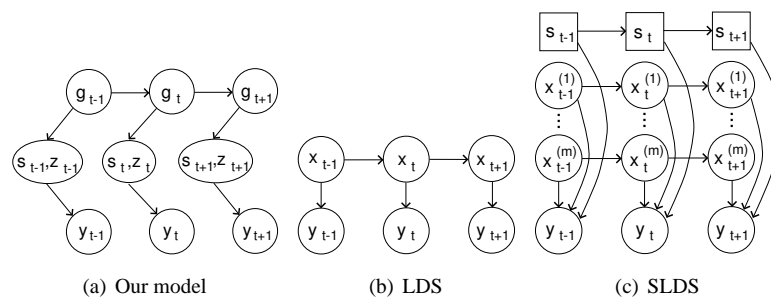 g t-1 g t g t+1
s t-1,z t-1 s t,z t s t+1,z t+1
y t-1 y t y t+1
(a) Our model
x t-1 x t x t+1
y t-1 y t y t+1
(b) LDS
s t-1 s t s t+1
x t-1 (1) x t (1) x t+1 (1)
x t-1 (m) x t (m) x t+1 (m)
y t-1 y t y t+1
(c) SLDS